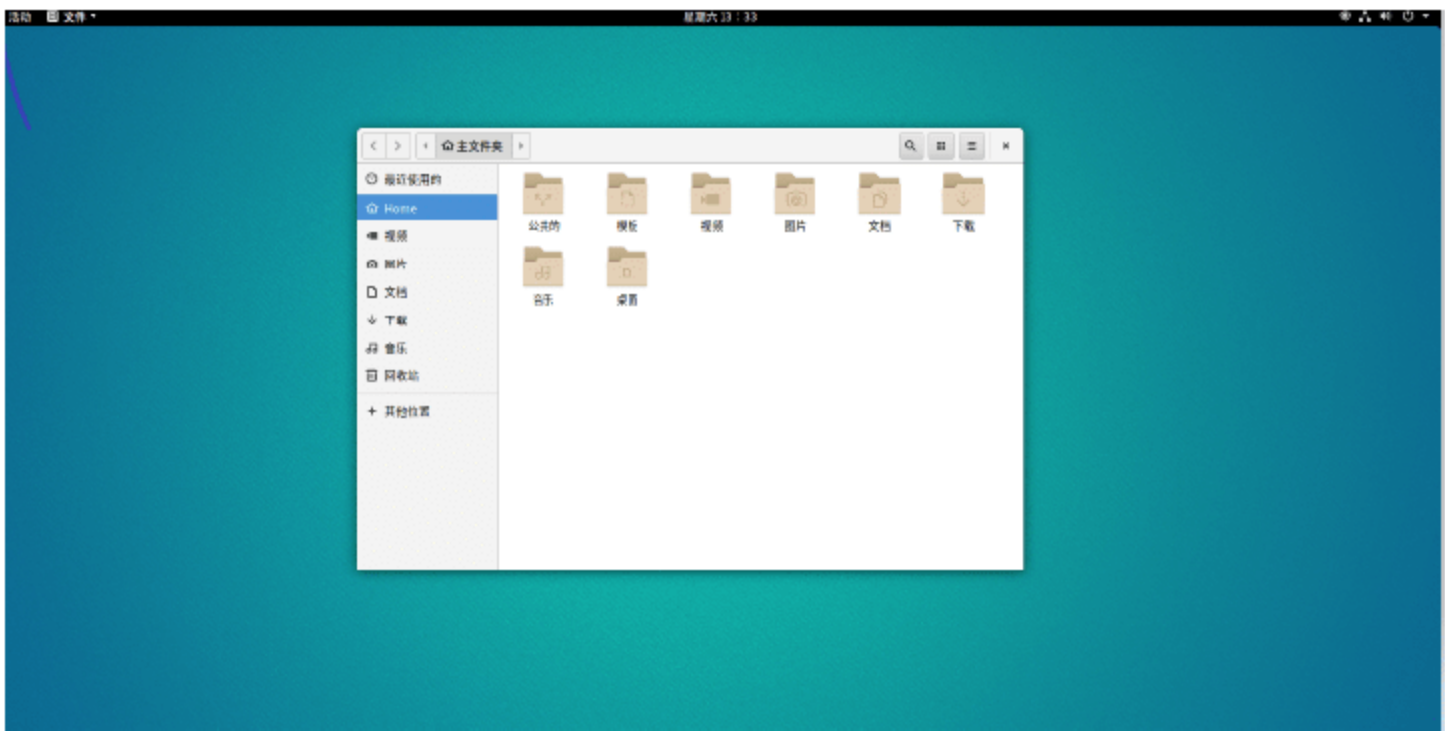 活动 文件
星期六 13：33
主文件夹
最近使用的
Home
视频
图片
文档
下载
音乐
回收站
其他位置
公共的 模板 视频 图片 文档 下载
音乐 桌面